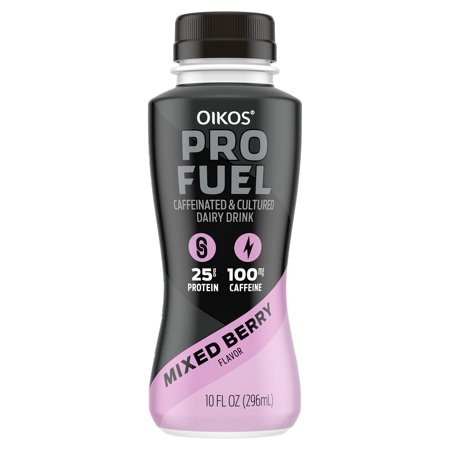 OIKOS®
PRO
FUEL
CAFFEINATED & CULTURED
DAIRY DRINK
25g 100mg
PROTEIN CAFFEINE
MIXED BERRY
FLAVOR
10 FL OZ (296mL)